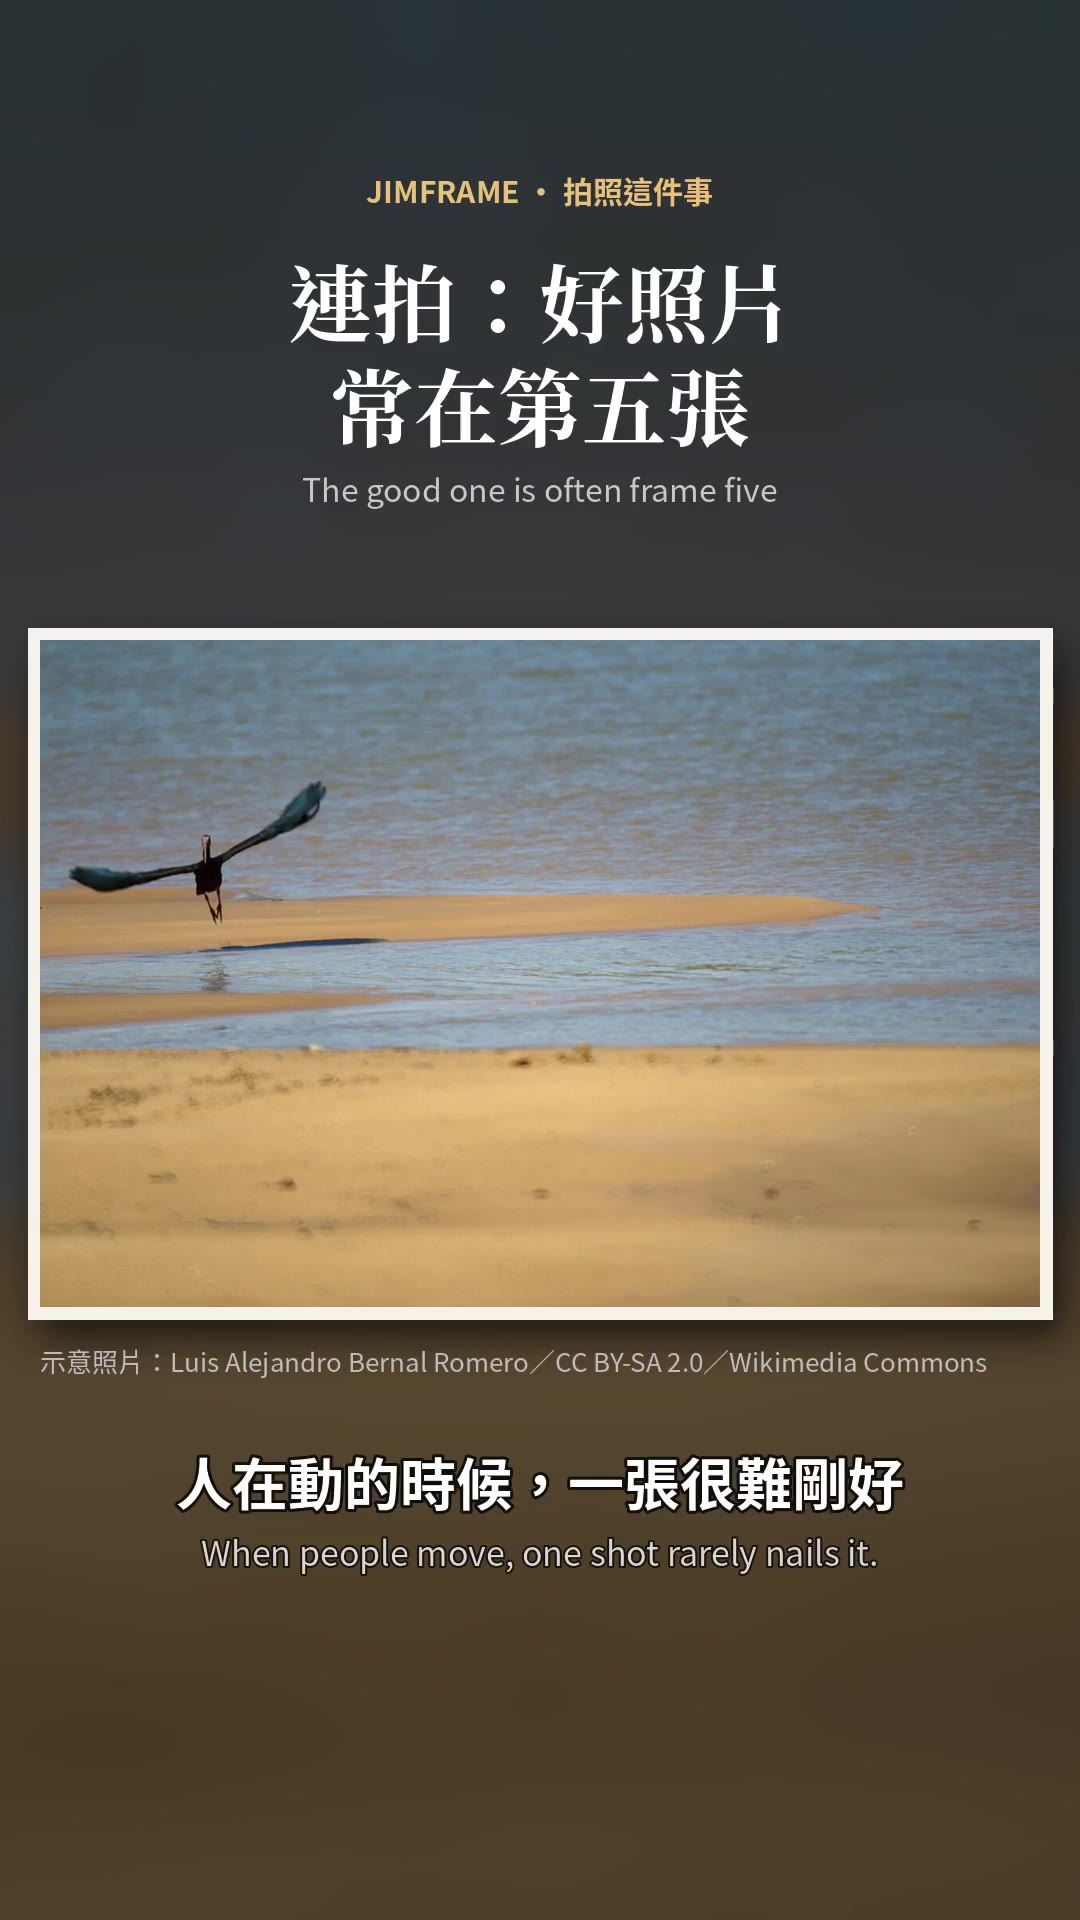 JIMFRAME · 拍照這件事
連拍：好照片
常在第五張
The good one is often frame five
示意照片：Luis Alejandro Bernal Romero／CC BY-SA 2.0／Wikimedia Commons
人在動的時候，一張很難剛好
When people move, one shot rarely nails it.